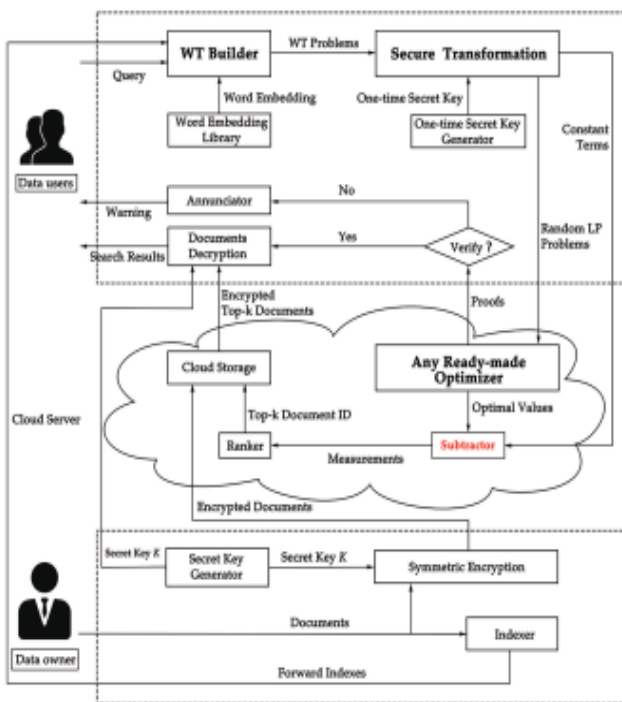 WT Builder
WT Problems
Secure Transformation
Query
Word Embedding
One-time Secret Key
Word Embedding
Library
One-time Secret Key
Generator
Constant
Terms
Data users
No
Annunciator
Warning
Documents
Decryption
Yes
Verify ?
Random LP
Problems
Search Results
Encrypted
Top-k Documents
Proofs
Cloud Storage
Any Ready-made
Optimizer
Cloud Server
Top-k Document ID
Optimal Values
Ranker
Subtractor
Measurements
Encrypted Documents
Secret Key K
Secret Key
Generator
Secret Key K
Symmetric Encryption
Documents
Indexer
Data owner
Forward Indexes